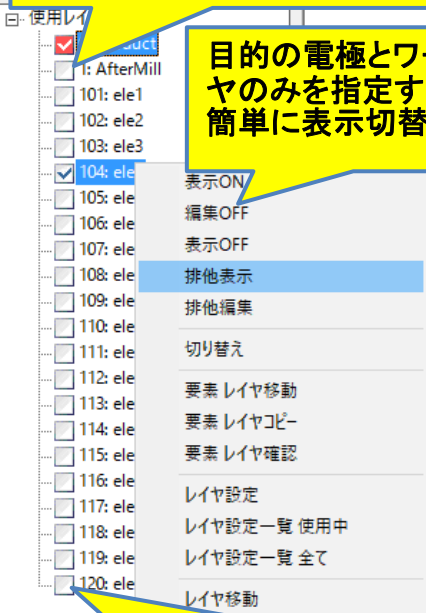 使用レイ
duct
1: AfterMill
101: ele1
102: ele2
103: ele3
104: ele
105: ele
106: ele
107: ele
108: ele
109: ele
110: ele
111: ele
112: ele
113: ele
114: ele
115: ele
116: ele
117: ele
118: ele
119: ele
120: ele
目的の電極とワー
ヤのみを指定す
簡単に表示切替
表示ON
編集OFF
表示OFF
排他表示
排他編集
切り替え
要素 レイヤ移動
要素 レイヤコピー
要素 レイヤ確認
レイヤ設定
レイヤ設定一覧 使用中
レイヤ設定一覧 全て
レイヤ移動